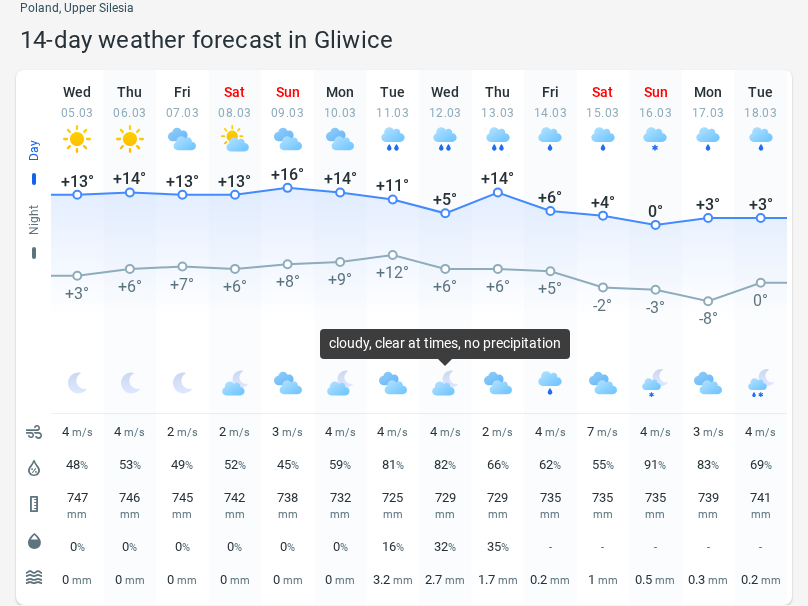 Poland, Upper Silesia
14-day weather forecast in Gliwice
Wed Thu Fri Sat Sun Mon Tue Wed Thu Fri Sat Sun Mon Tue
05.03 06.03 07.03 08.03 09.03 10.03 11.03 12.03 13.03 14.03 15.03 16.03 17.03 18.03
Day
+13° +14° +13° +13° +16° +14° +11° +5° +14° +6° +4° 0° +3° +3°
Night
+3° +6° +7° +6° +8° +9° +12° +6° +6° +5° -2° -3° -8° 0°
cloudy, clear at times, no precipitation
4 m/s 4 m/s 2 m/s 2 m/s 3 m/s 4 m/s 4 m/s 4 m/s 2 m/s 4 m/s 7 m/s 4 m/s 3 m/s 4 m/s
48% 53% 49% 52% 45% 59% 81% 82% 66% 62% 55% 91% 83% 69%
747 746 745 742 738 732 725 729 729 735 735 735 739 741
mm mm mm mm mm mm mm mm mm mm mm mm mm mm
0% 0% 0% 0% 0% 0% 16% 32% 35% - - - - -
0 mm 0 mm 0 mm 0 mm 0 mm 0 mm 3.2 mm 2.7 mm 1.7 mm 0.2 mm 1 mm 0.5 mm 0.3 mm 0.2 mm